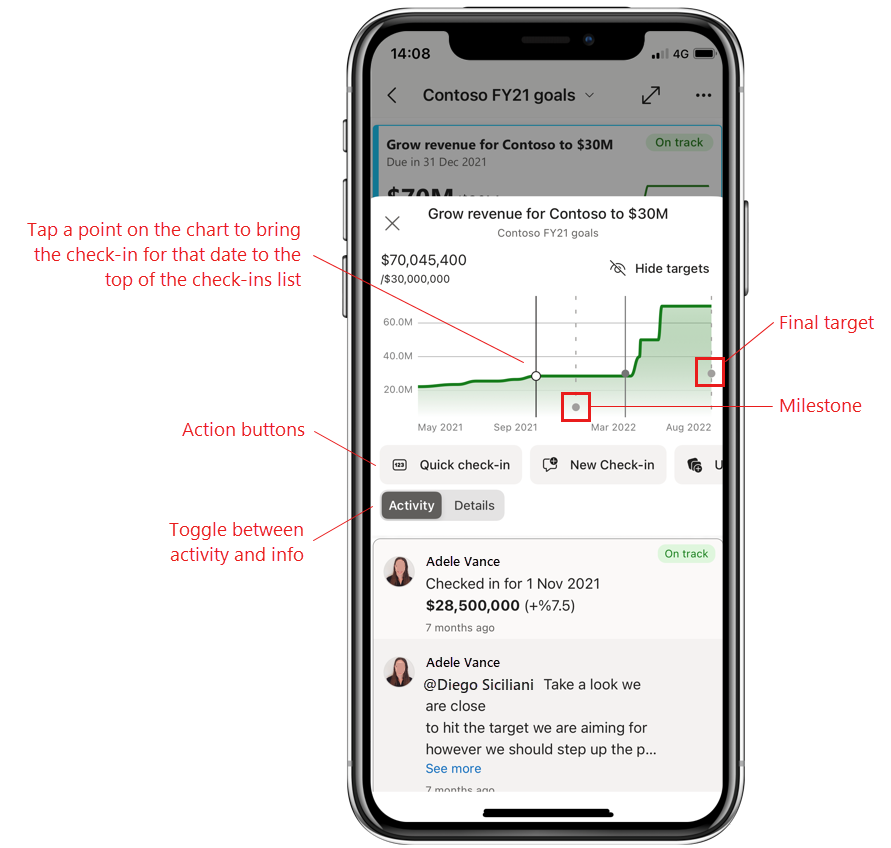 14:08
4G
Contoso FY21 goals
Grow revenue for Contoso to $30M
On track
Due in 31 Dec 2021
$70M
Grow revenue for Contoso to $30M
Contoso FY21 goals
Tap a point on the chart to bring
the check-in for that date to the
top of the check-ins list
$70,045,400
/$30,000,000
Hide targets
60.0M
40.0M
20.0M
May 2021
Sep 2021
Mar 2022
Aug 2022
Final target
Milestone
Action buttons
123
Quick check-in
New Check-in
U
Activity
Details
Toggle between
activity and info
On track
Adele Vance
Checked in for 1 Nov 2021
$28,500,000 (+%7.5)
7 months ago
Adele Vance
@Diego Siciliani Take a look we
are close
to hit the target we are aiming for
however we should step up the p...
See more
7 months ago